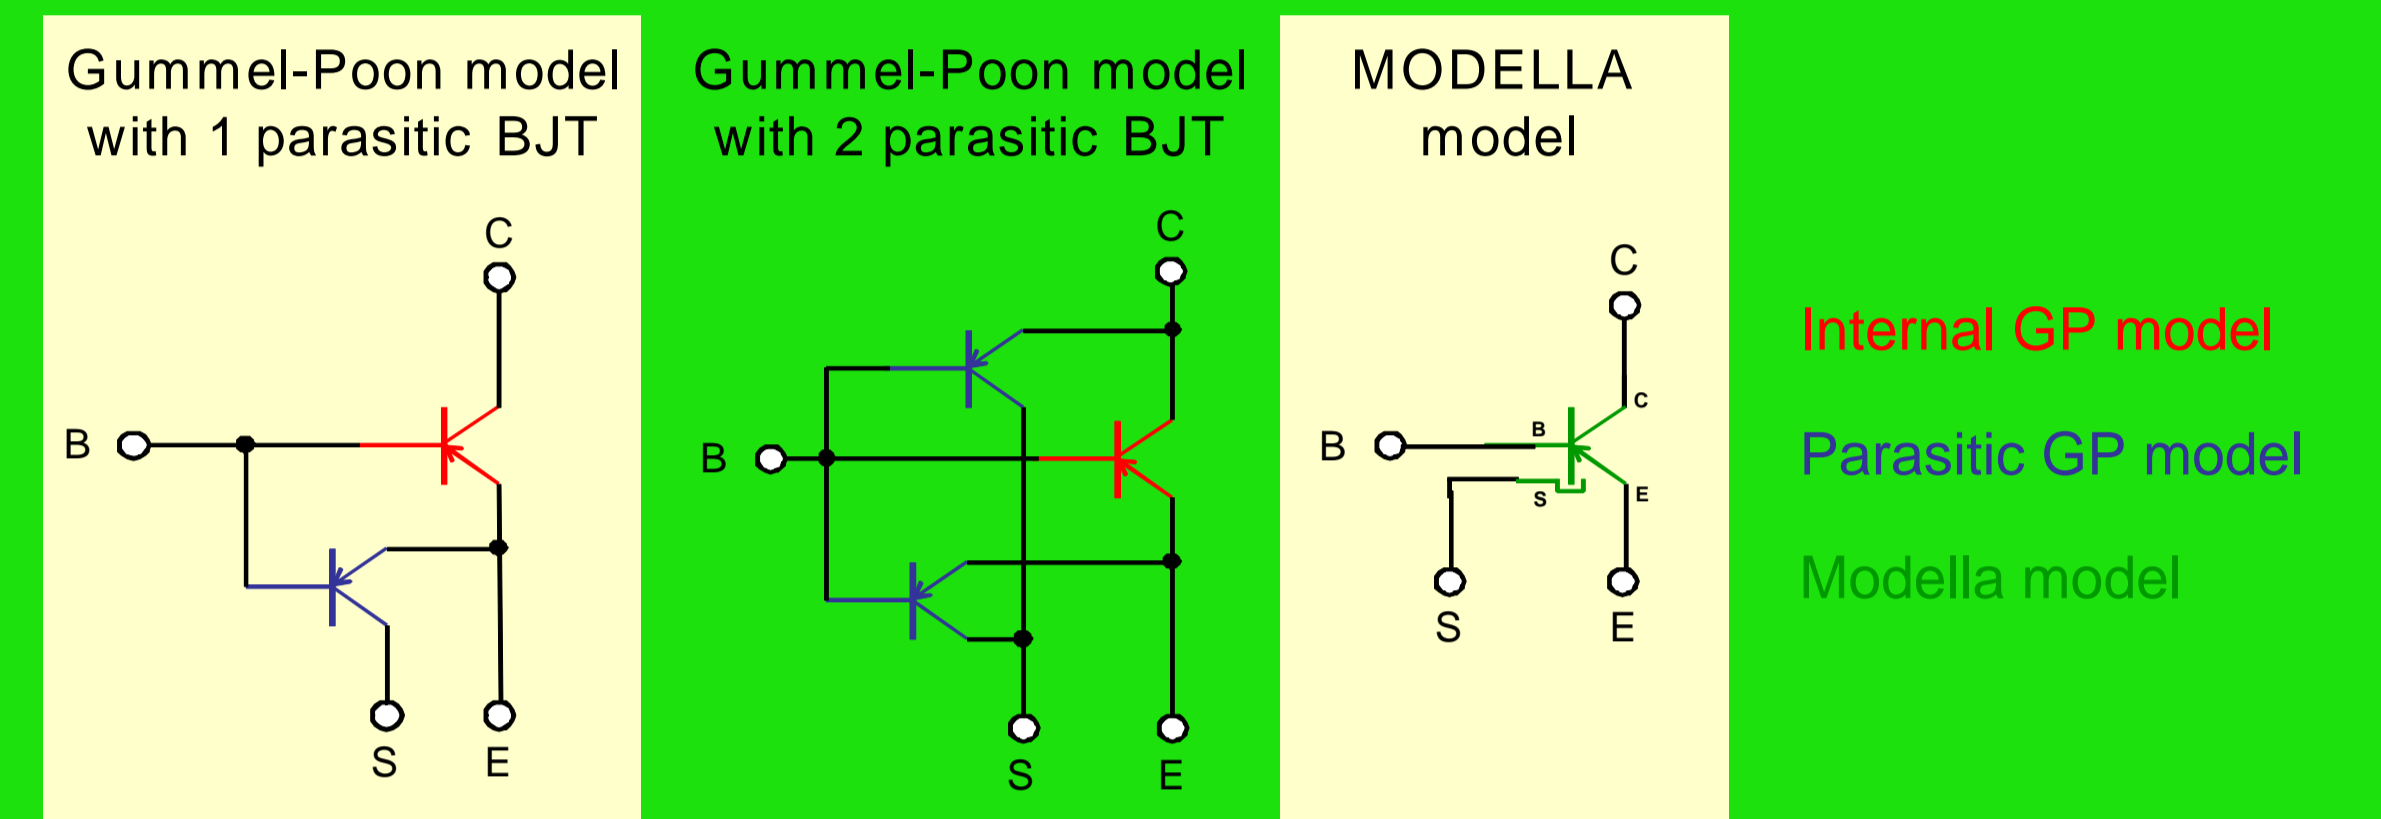 Gummel-Poon model
with 1 parasitic BJT
C
B
S
E
Gummel-Poon model
with 2 parasitic BJT
C
B
S
E
MODELLA
model
C
C
B
B
S
E
S
E
Internal GP model
Parasitic GP model
Modella model